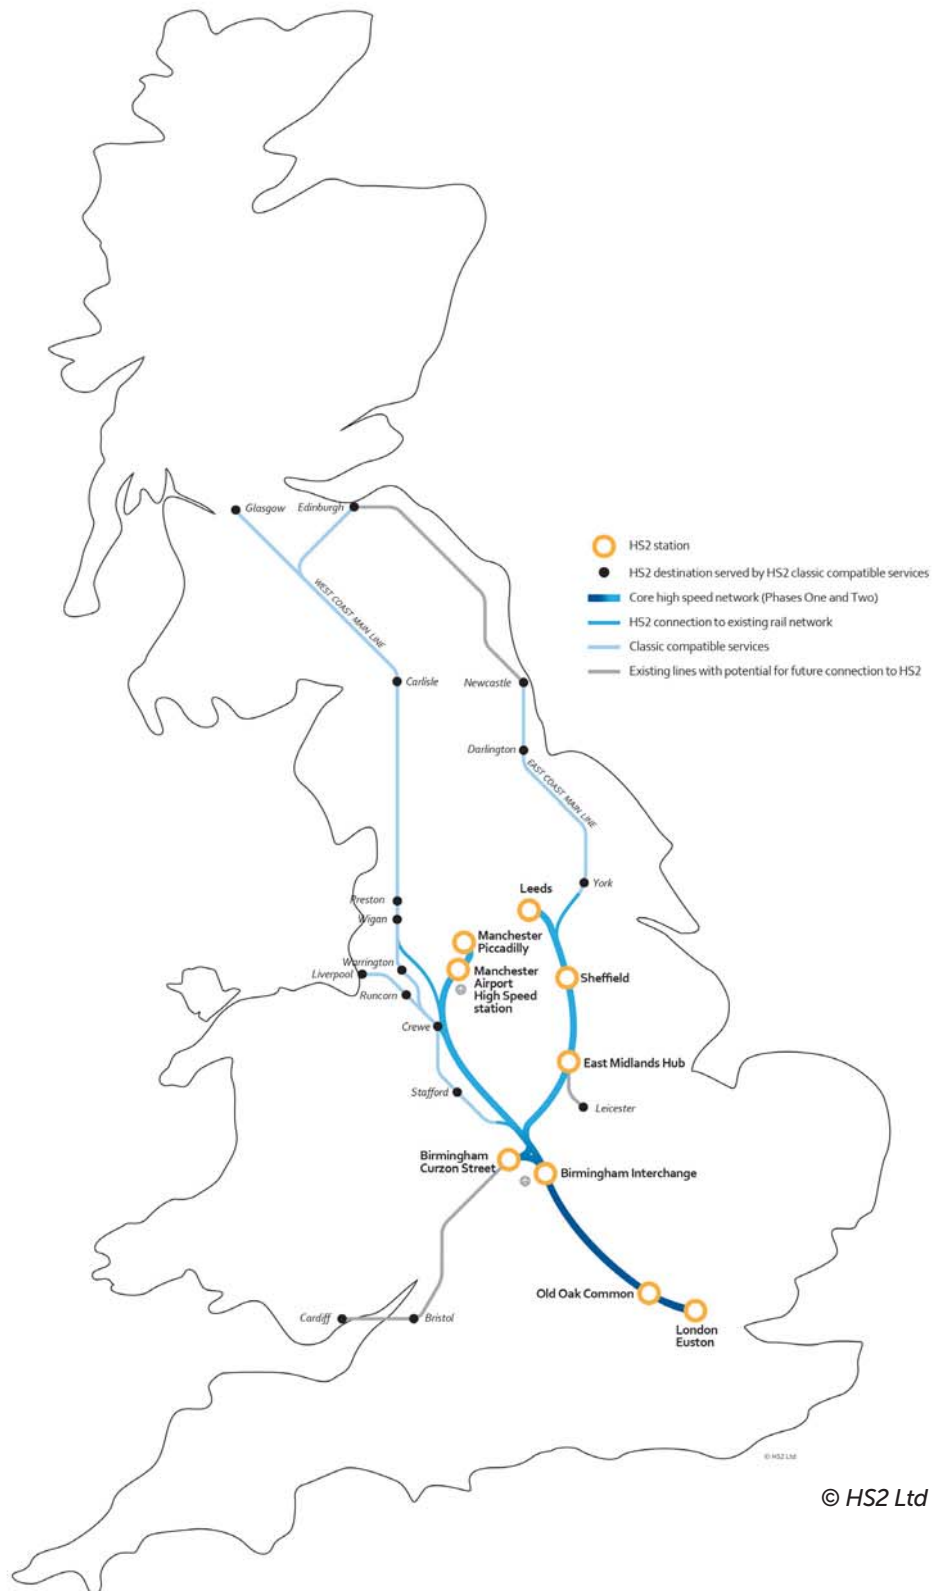 Glasgow
Edinburgh
HS2 station
HS2 destination served by HS2 classic compatible services
Core high speed network (Phases One and Two)
HS2 connection to existing rail network
Classic compatible services
Existing lines with potential for future connection to HS2
WEST COAST MAIN LINE
Carlisle
Newcastle
Darlington
EAST COAST MAIN LINE
York
Leeds
Preston
Wigan
Manchester
Piccadilly
Warrington
Liverpool
Manchester
Airport
High Speed
station
Sheffield
Runcorn
Crewe
East Midlands Hub
Stafford
Leicester
Birmingham
Curzon Street
Birmingham Interchange
Old Oak Common
London
Euston
Cardiff
Bristol
© HS2 Ltd
© HS2 Ltd